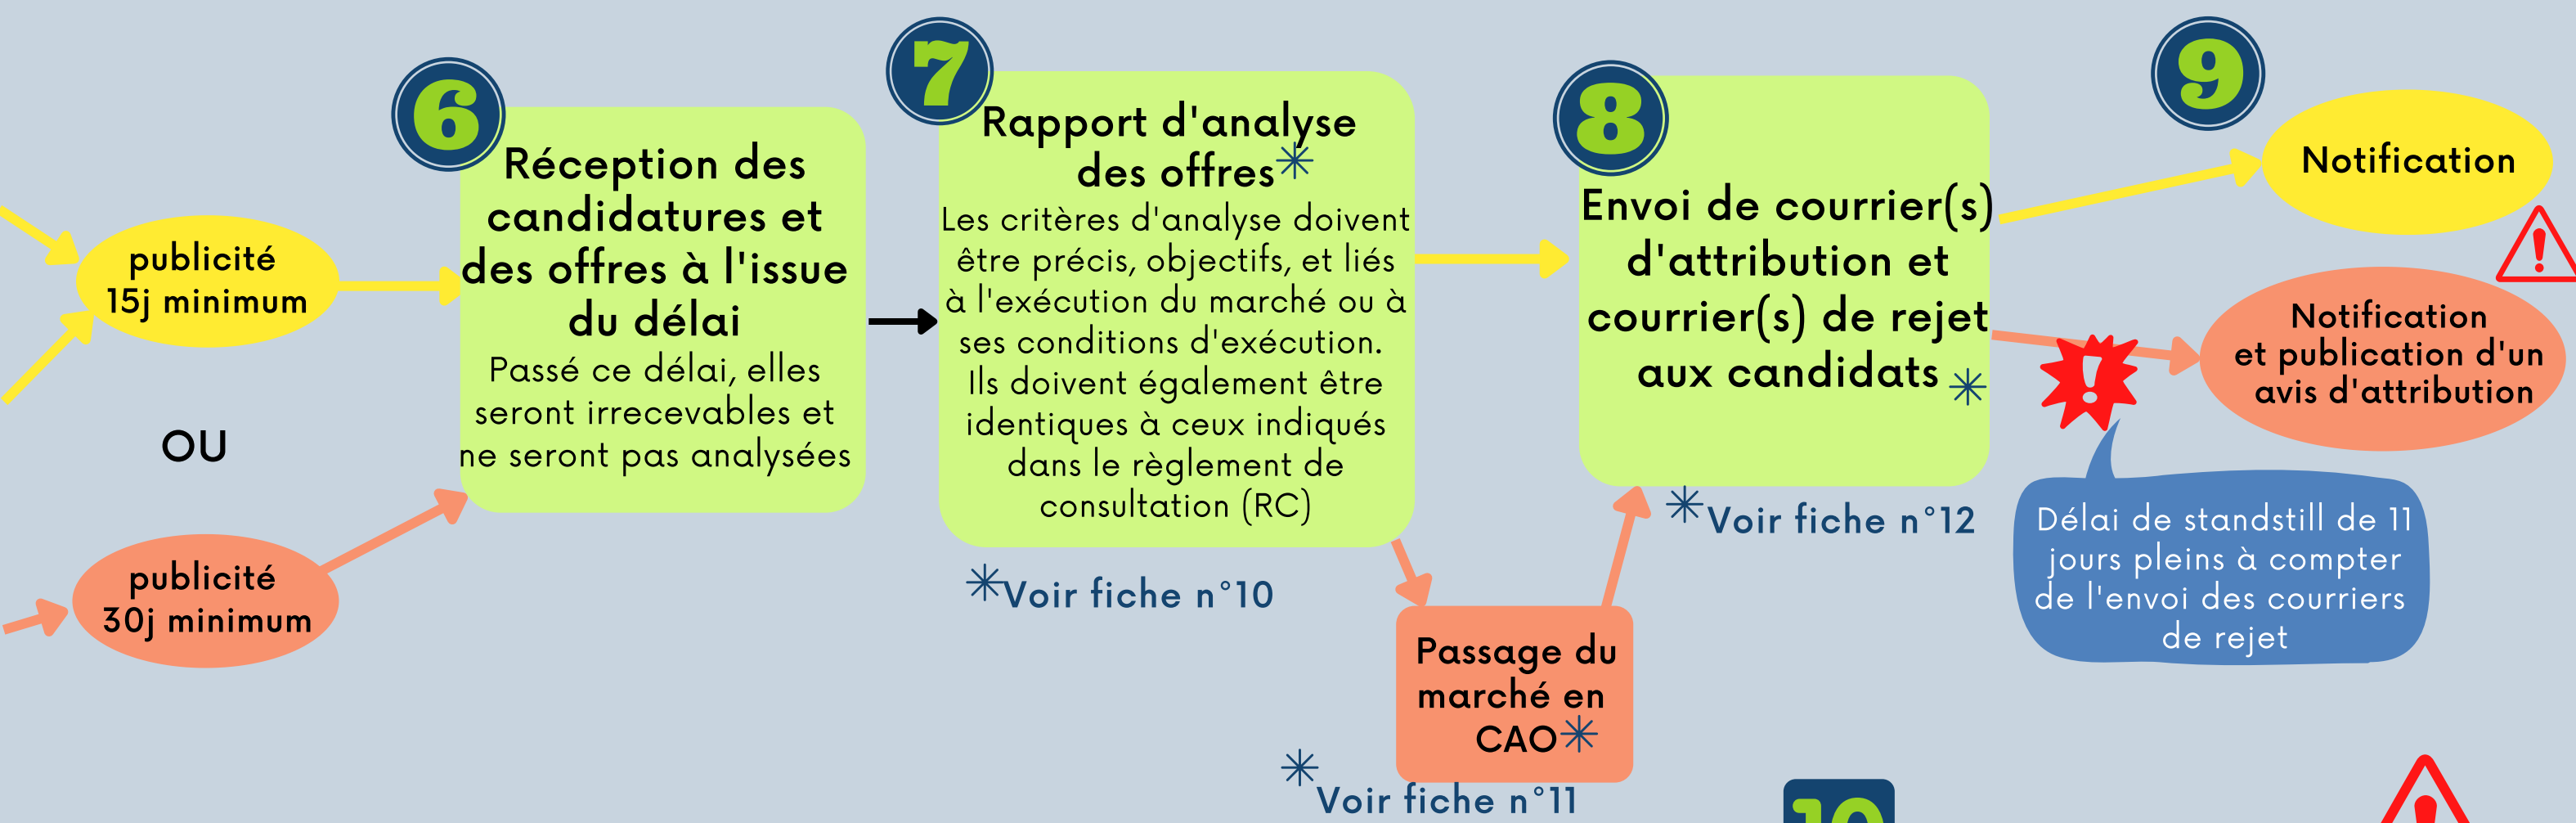 publicité
15j minimum
OU
publicité
30j minimum
6
Réception des
candidatures et
des offres à l'issue
du délai
Passé ce délai, elles
seront irrecevables et
ne seront pas analysées
7
Rapport d'analyse
des offres*
Les critères d'analyse doivent
être précis, objectifs, et liés
à l'exécution du marché ou à
ses conditions d'exécution.
Ils doivent également être
identiques à ceux indiqués
dans le règlement de
consultation (RC)
*Voir fiche n°10
Passage du
marché en
CAO*
*
Voir fiche n°11
8
Envoi de courrier(s)
d'attribution et
courrier(s) de rejet
aux candidats *
*Voir fiche n°12
9
Notification
!
Notification
et publication d'un
avis d'attribution
!
Délai de standstill de 11
jours pleins à compter
de l'envoi des courriers
de rejet
10
!